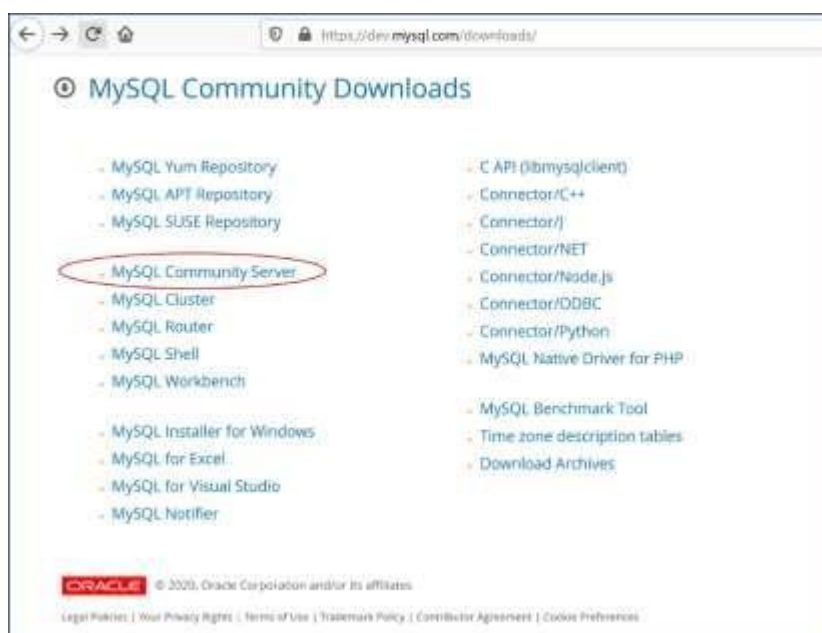 https://dev.mysql.com/downloads/
MySQL Community Downloads
MySQL Yum Repository
MySQL APT Repository
MySQL SUSE Repository
MySQL Community Server
MySQL Cluster
MySQL Router
MySQL Shell
MySQL Workbench
MySQL Installer for Windows
MySQL for Excel
MySQL for Visual Studio
MySQL Notifier
C API (libmysqlclient)
Connector/C++
Connector/J
Connector/NET
Connector/Node.js
Connector/ODBC
Connector/Python
MySQL Native Driver for PHP
MySQL Benchmark Tool
Time zone description tables
Download Archives
ORACLE © 2020, Oracle Corporation and/or its affiliates
Legal Policies | Your Privacy Rights | Terms of Use | Trademark Policy | Contributor Agreement | Cookie Preferences